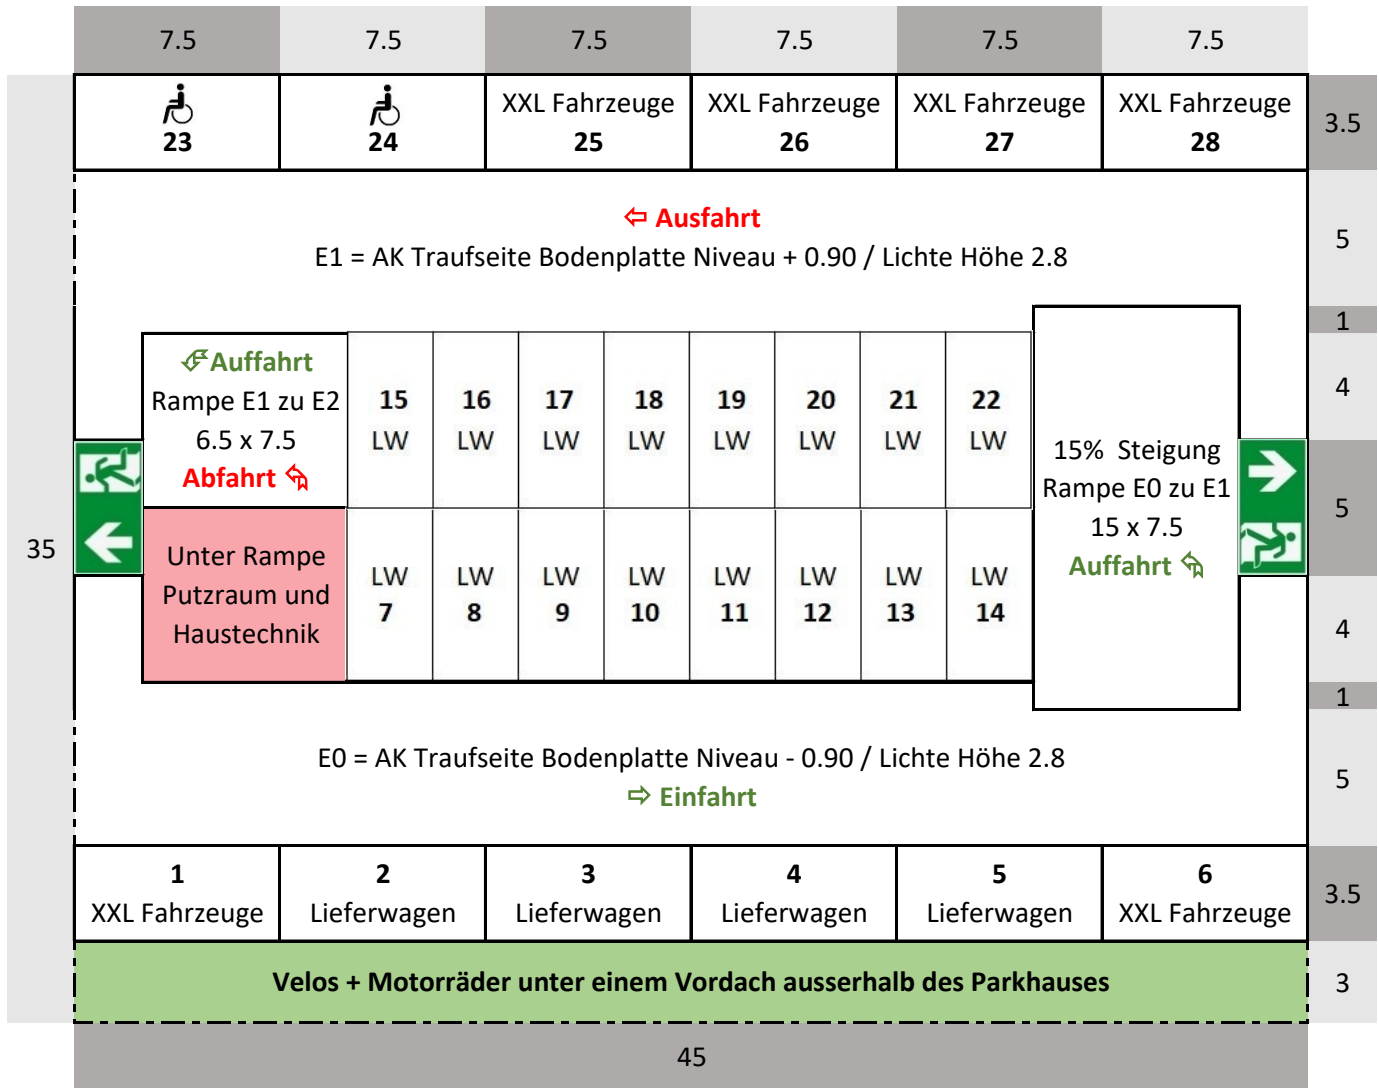 7.5 7.5 7.5 7.5 7.5 7.5
XXL Fahrzeuge XXL Fahrzeuge XXL Fahrzeuge XXL Fahrzeuge
23 24 25 26 27 28
3.5
⇦ Ausfahrt
E1 = AK Traufseite Bodenplatte Niveau + 0.90 / Lichte Höhe 2.8
5
1
Auffahrt
Rampe E1 zu E2
6.5 x 7.5
Abfahrt
15 16 17 18 19 20 21 22
LW LW LW LW LW LW LW LW
4
15% Steigung
Rampe E0 zu E1
15 x 7.5
Auffahrt
5
35
Unter Rampe
Putzraum und
Haustechnik
LW LW LW LW LW LW LW LW
7 8 9 10 11 12 13 14
4
1
E0 = AK Traufseite Bodenplatte Niveau - 0.90 / Lichte Höhe 2.8
⇨ Einfahrt
5
1 2 3 4 5 6
XXL Fahrzeuge Lieferwagen Lieferwagen Lieferwagen Lieferwagen XXL Fahrzeuge
3.5
Velos + Motorräder unter einem Vordach ausserhalb des Parkhauses
3
45